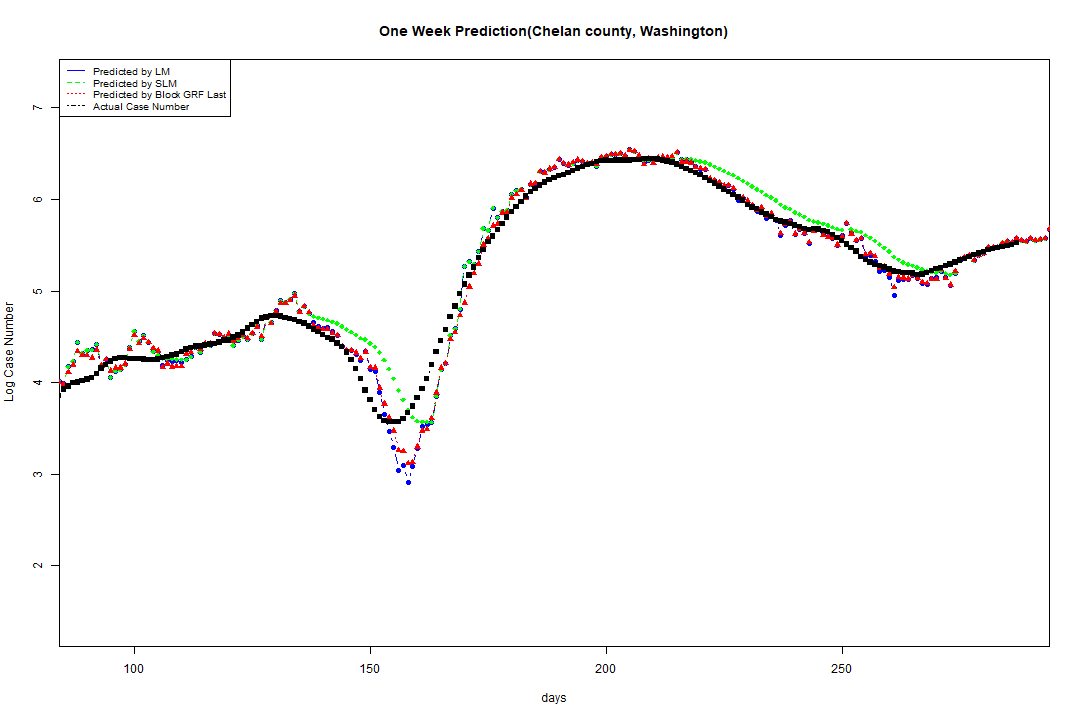 One Week Prediction(Chelan county, Washington)
Predicted by LM
Predicted by SLM
Predicted by Block GRF Last
Actual Case Number
7
6
5
4
3
2
Log Case Number
100 150 200 250
days